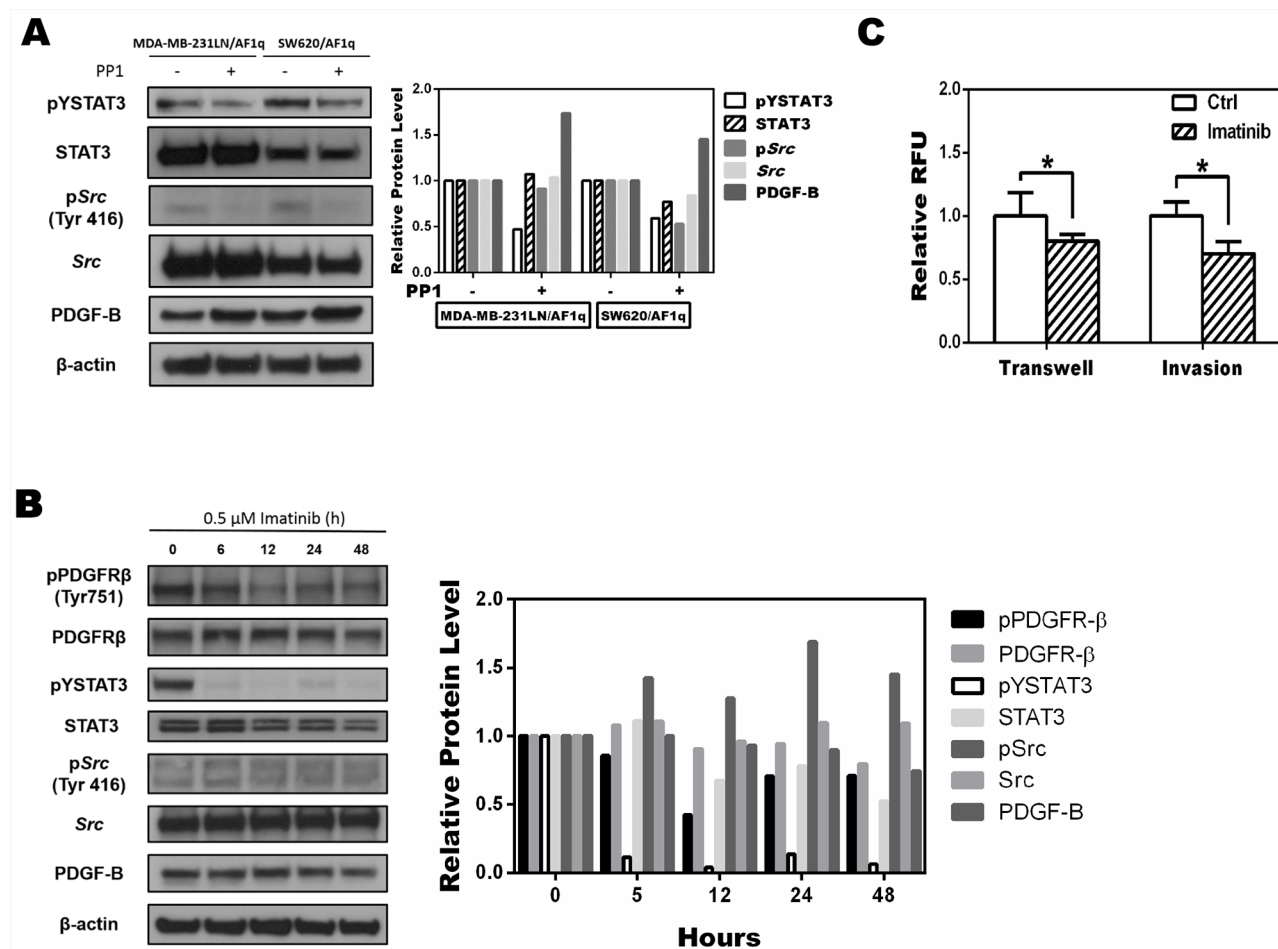 A
MDA-MB-231LN/AF1q SW620/AF1q
PP1 - + - +
pYSTAT3
STAT3
pSrc
(Tyr 416)
Src
PDGF-B
β-actin
Relative Protein Level
2.0
1.5
1.0
0.5
0.0
PP1 - + - +
MDA-MB-231LN/AF1q SW620/AF1q
pYSTAT3
STAT3
pSrc
Src
PDGF-B
C
Relative RFU
2.0
1.5
1.0
0.5
0.0
Ctrl
Imatinib
* *
Transwell Invasion
B
0.5 μM Imatinib (h)
0 6 12 24 48
pPDGFRβ
(Tyr751)
PDGFRβ
pYSTAT3
STAT3
pSrc
(Tyr 416)
Src
PDGF-B
β-actin
Relative Protein Level
2.0
1.5
1.0
0.5
0.0
0 5 12 24 48
Hours
pPDGFR-β
PDGFR-β
pYSTAT3
STAT3
pSrc
Src
PDGF-B